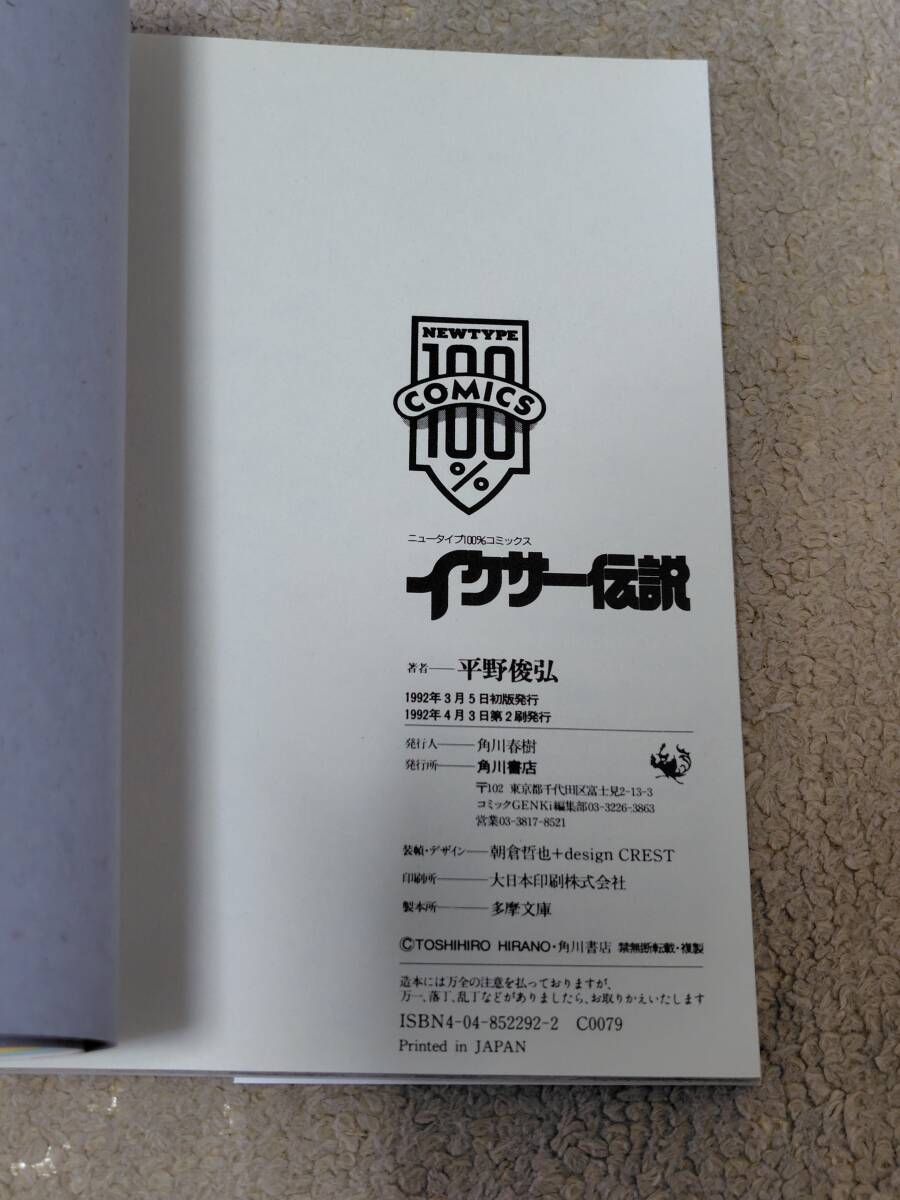 NEWTYPE
100
COMICS
100
%
ニュータイプ100%コミックス
イクサー伝説
著者──平野俊弘
1992年3月5日初版発行
1992年4月3日第2刷発行
発行人──角川春樹
発行所──角川書店
〒102 東京都千代田区富士見2-13-3
コミックGENKi編集部03-3226-3863
営業03-3817-8521
装幀・デザイン──朝倉哲也+design CREST
印刷所──大日本印刷株式会社
製本所──多摩文庫
©TOSHIHIRO HIRANO・角川書店 禁無断転載・複製
造本には万全の注意を払っておりますが、
万一、落丁、乱丁などがありましたら、お取りかえいたします
ISBN4-04-852292-2 C0079
Printed in JAPAN